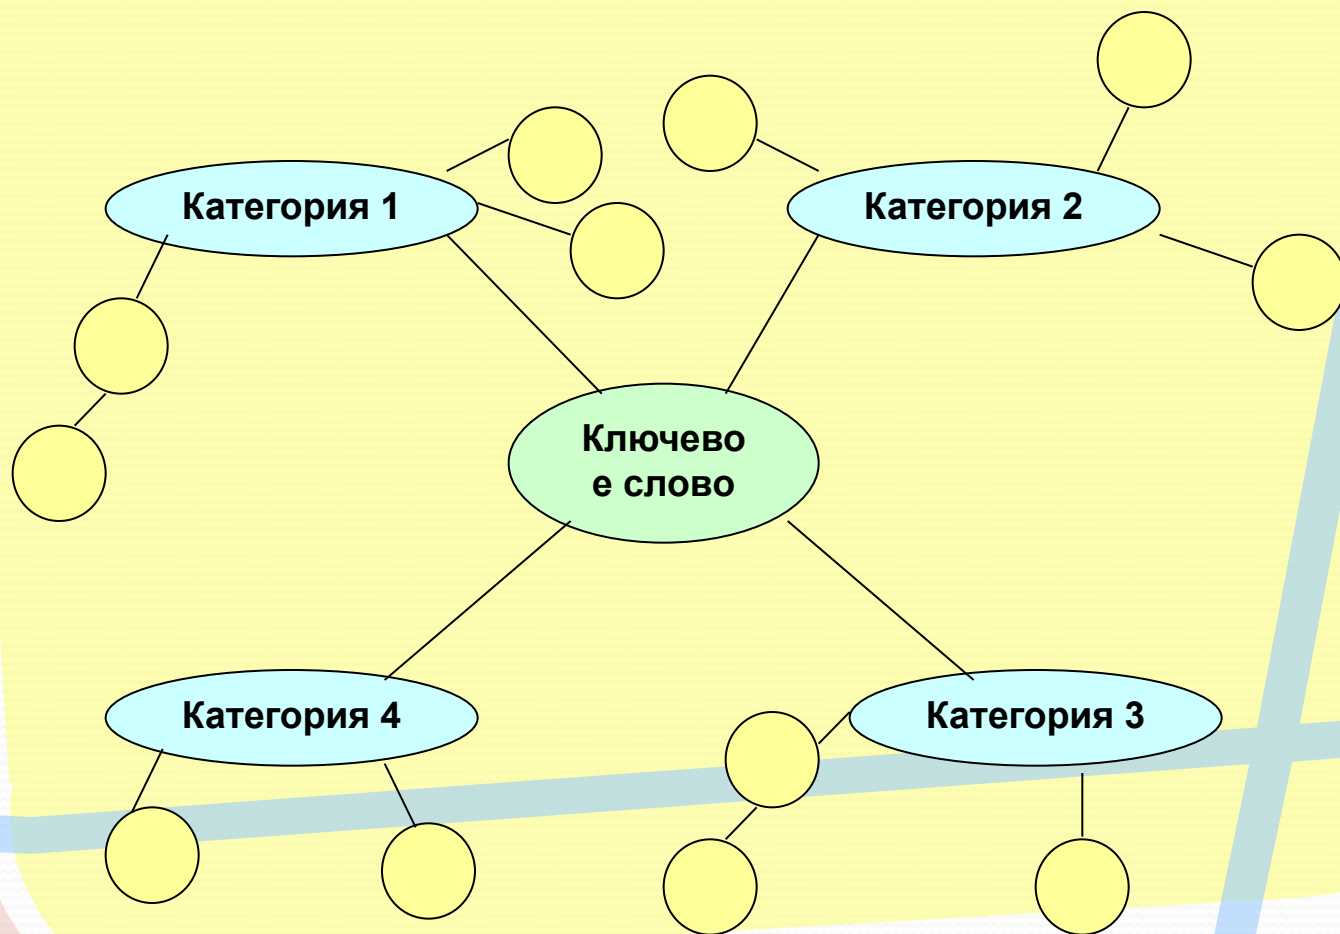 Категория 1
Категория 2
Ключево
е слово
Категория 4
Категория 3